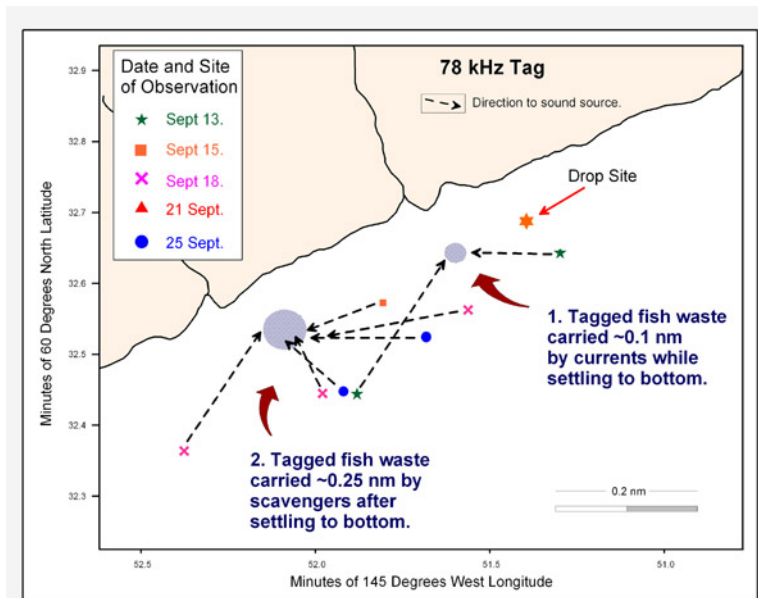 78 kHz Tag
Direction to sound source.
Date and Site
of Observation
Sept 13.
Sept 15.
Sept 18.
21 Sept.
25 Sept.
Drop Site
1. Tagged fish waste
carried ~0.1 nm
by currents while
settling to bottom.
2. Tagged fish waste
carried ~0.25 nm by
scavengers after
settling to bottom.
0.2 nm
Minutes of 60 Degrees North Latitude
32.9
32.8
32.7
32.6
32.5
32.4
32.3
52.5
52.0
51.5
51.0
Minutes of 145 Degrees West Longitude